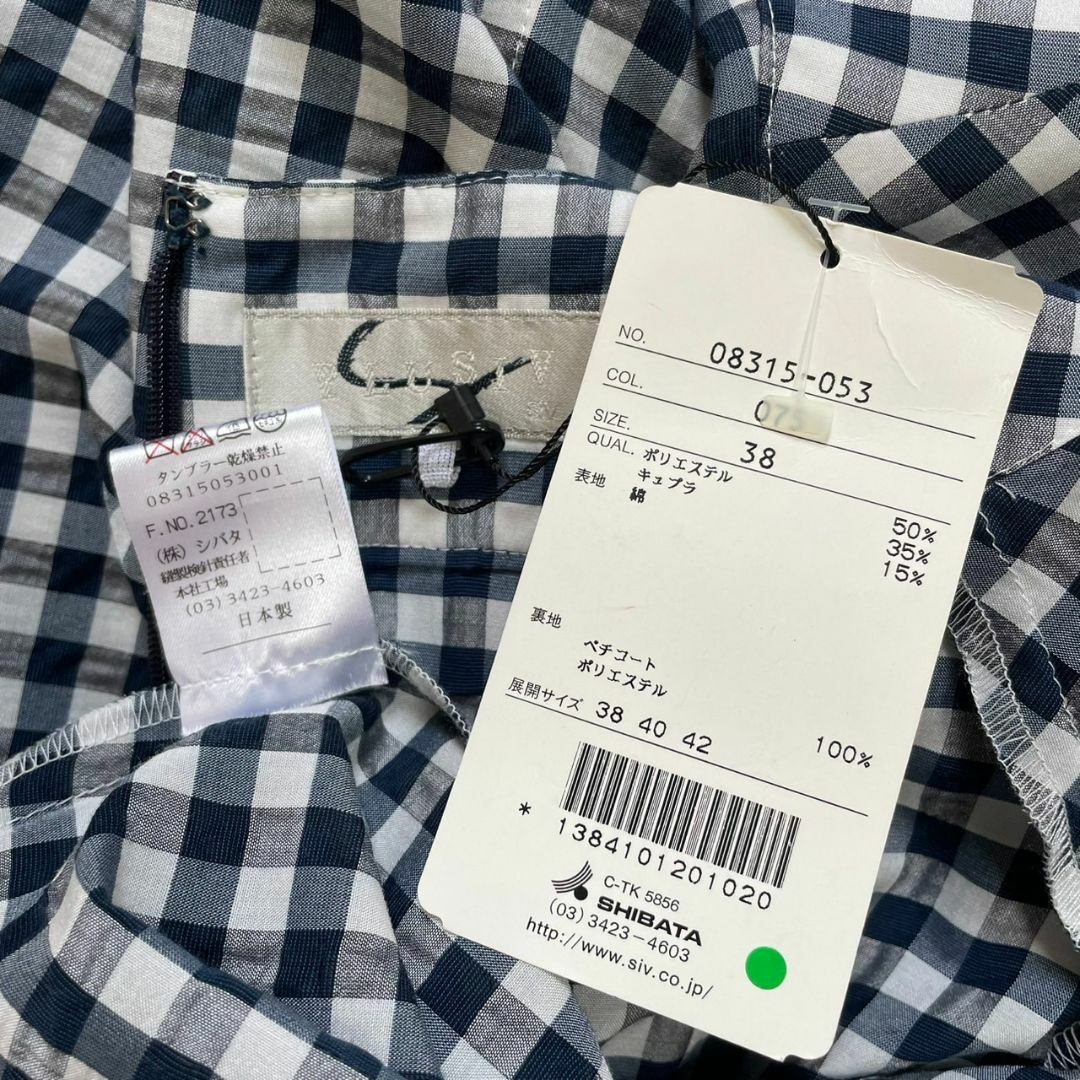 NO. 08315-053
COL. 075
SIZE. 38
QUAL. ポリエステル 50%
表地 キュプラ 35%
綿 15%
裏地
ペチコート
ポリエステル 100%
展開サイズ 38 40 42
* 1384101201020
C-TK 5856
SHIBATA
(03) 3423-4603
http://www.siv.co.jp/
SV
タンブラー乾燥禁止
08315053001
F.NO.2173
(株) シバタ
縫製検針責任者
本社工場
(03) 3423-4603
日本製